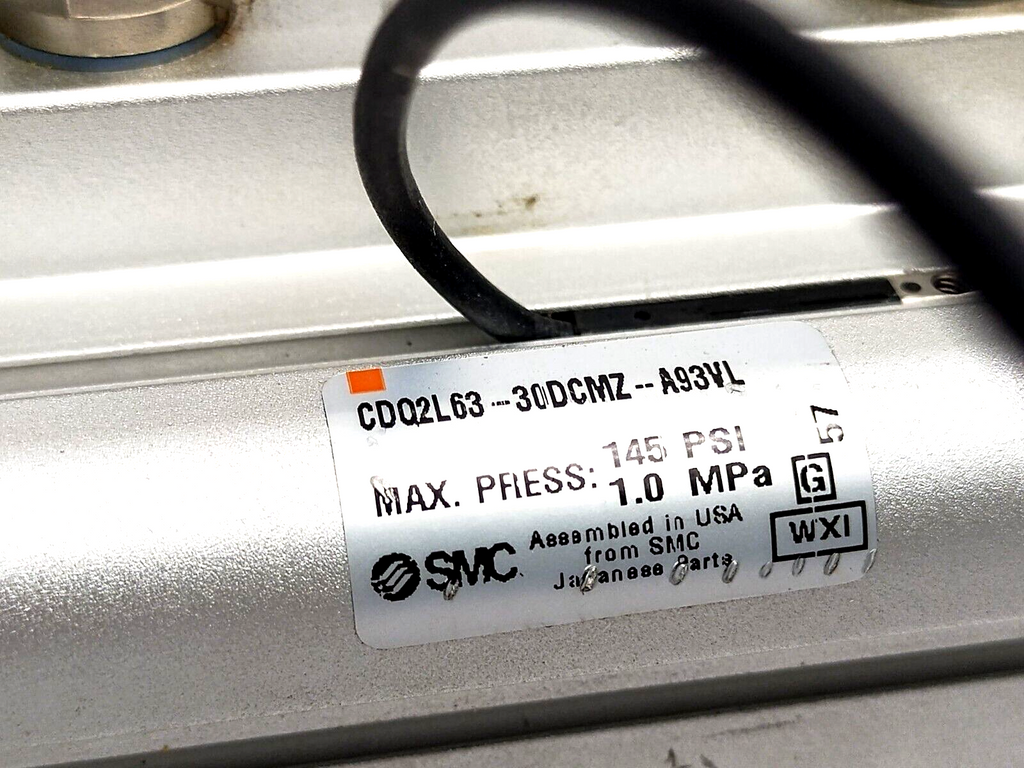 CDQ2L63-30DCMZ-A93VL
MAX. PRESS: 145 PSI
1.0 MPa
57
G
WXI
SMC
Assembled in USA
from SMC
Japanese Parts